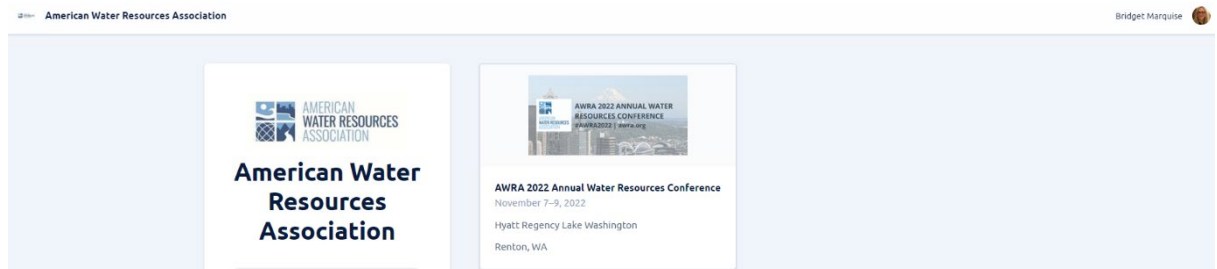 American Water Resources Association
Bridget Marquise
AMERICAN
WATER RESOURCES
ASSOCIATION
American Water
Resources
Association
AWRA 2022 ANNUAL WATER
RESOURCES CONFERENCE
#AWRA2022 | awra.org
AWRA 2022 Annual Water Resources Conference
November 7–9, 2022
Hyatt Regency Lake Washington
Renton, WA